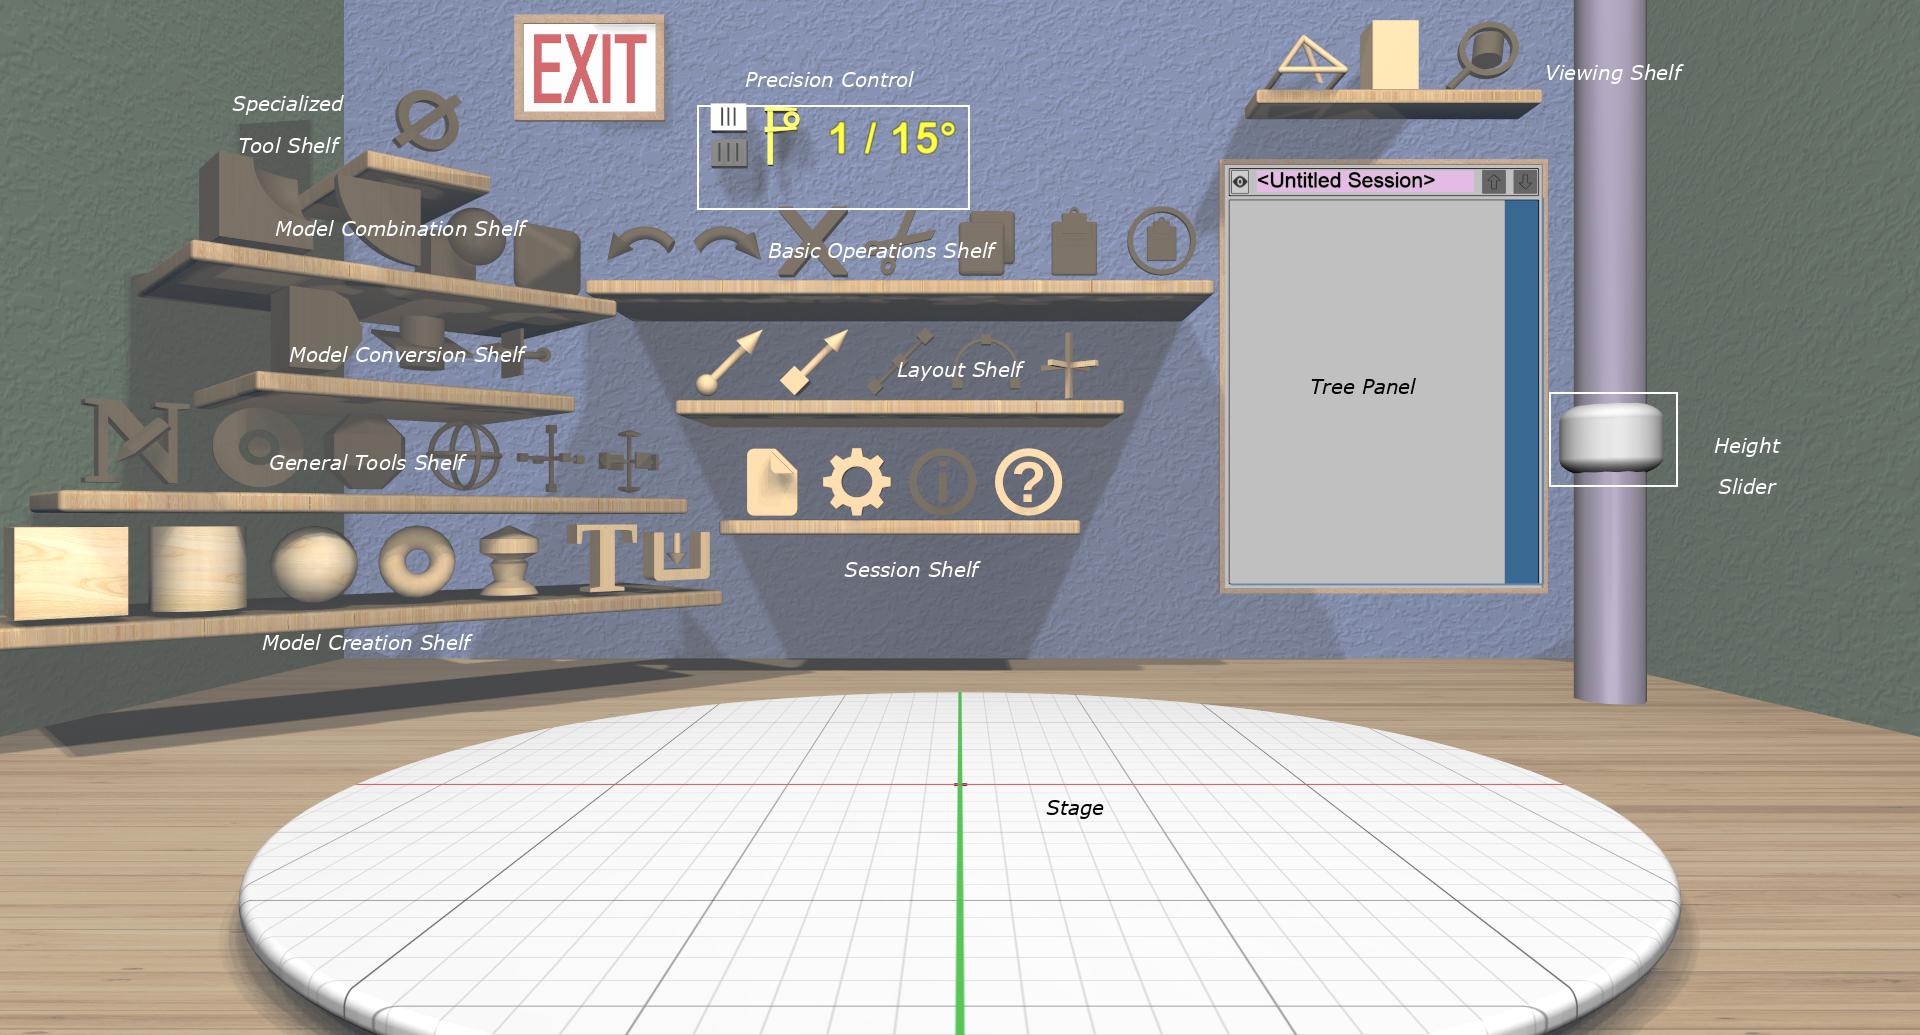 EXIT
Precision Control
1 / 15°
Viewing Shelf
Specialized
Tool Shelf
<Untitled Session>
Model Combination Shelf
Basic Operations Shelf
Model Conversion Shelf
Layout Shelf
Tree Panel
General Tools Shelf
Height
Slider
N
i
?
T
Session Shelf
Model Creation Shelf
Stage